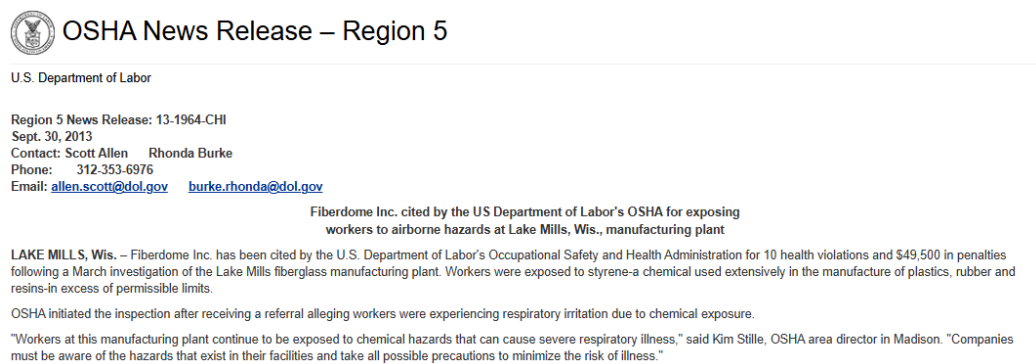 OSHA News Release – Region 5
U.S. Department of Labor
Region 5 News Release: 13-1964-CHI
Sept. 30, 2013
Contact: Scott Allen Rhonda Burke
Phone: 312-353-6976
Email: allen.scott@dol.gov burke.rhonda@dol.gov
Fiberdome Inc. cited by the US Department of Labor's OSHA for exposing
workers to airborne hazards at Lake Mills, Wis., manufacturing plant
LAKE MILLS, Wis. – Fiberdome Inc. has been cited by the U.S. Department of Labor's Occupational Safety and Health Administration for 10 health violations and $49,500 in penalties
following a March investigation of the Lake Mills fiberglass manufacturing plant. Workers were exposed to styrene-a chemical used extensively in the manufacture of plastics, rubber and
resins-in excess of permissible limits.
OSHA initiated the inspection after receiving a referral alleging workers were experiencing respiratory irritation due to chemical exposure.
"Workers at this manufacturing plant continue to be exposed to chemical hazards that can cause severe respiratory illness," said Kim Stille, OSHA area director in Madison. "Companies
must be aware of the hazards that exist in their facilities and take all possible precautions to minimize the risk of illness."